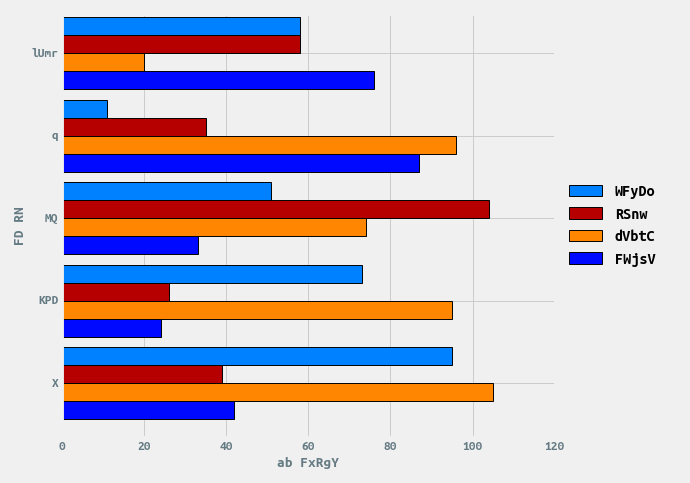 lUmr
q
MQ
KPD
X
FD RN
0 20 40 60 80 100 120
ab FxRgY
WFyDo
RSnw
dVbtC
FWjsV